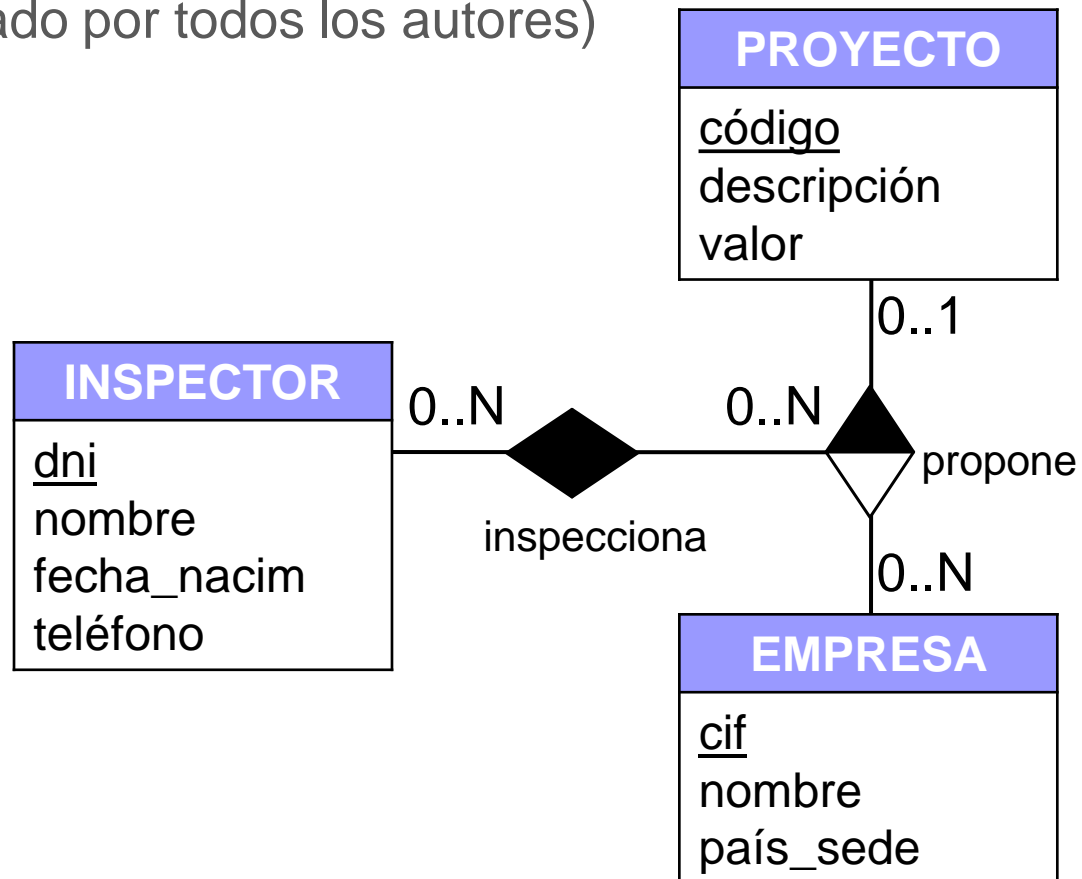 ado por todos los autores)
PROYECTO
código
descripción
valor
0..1
INSPECTOR
dni
nombre
fecha_nacim
teléfono
0..N
0..N
propone
inspecciona
0..N
EMPRESA
cif
nombre
país_sede